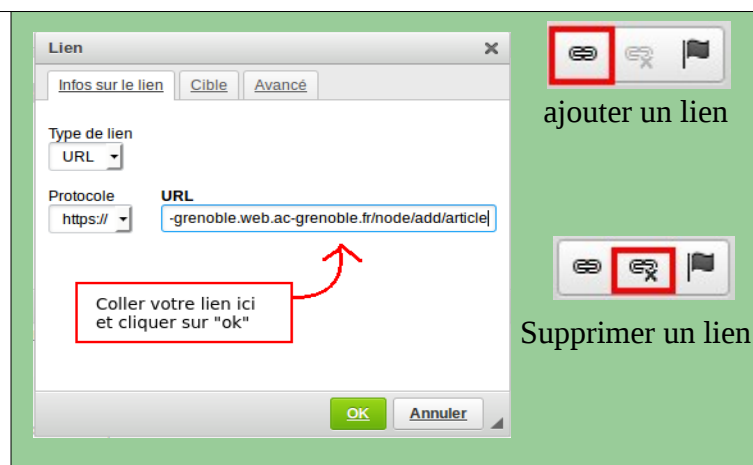 Lien
Infos sur le lien Cible Avancé
Type de lien
URL
Protocole URL
https:// -grenoble.web.ac-grenoble.fr/node/add/article
Coller votre lien ici
et cliquer sur "ok"
OK Annuler
ajouter un lien
Supprimer un lien